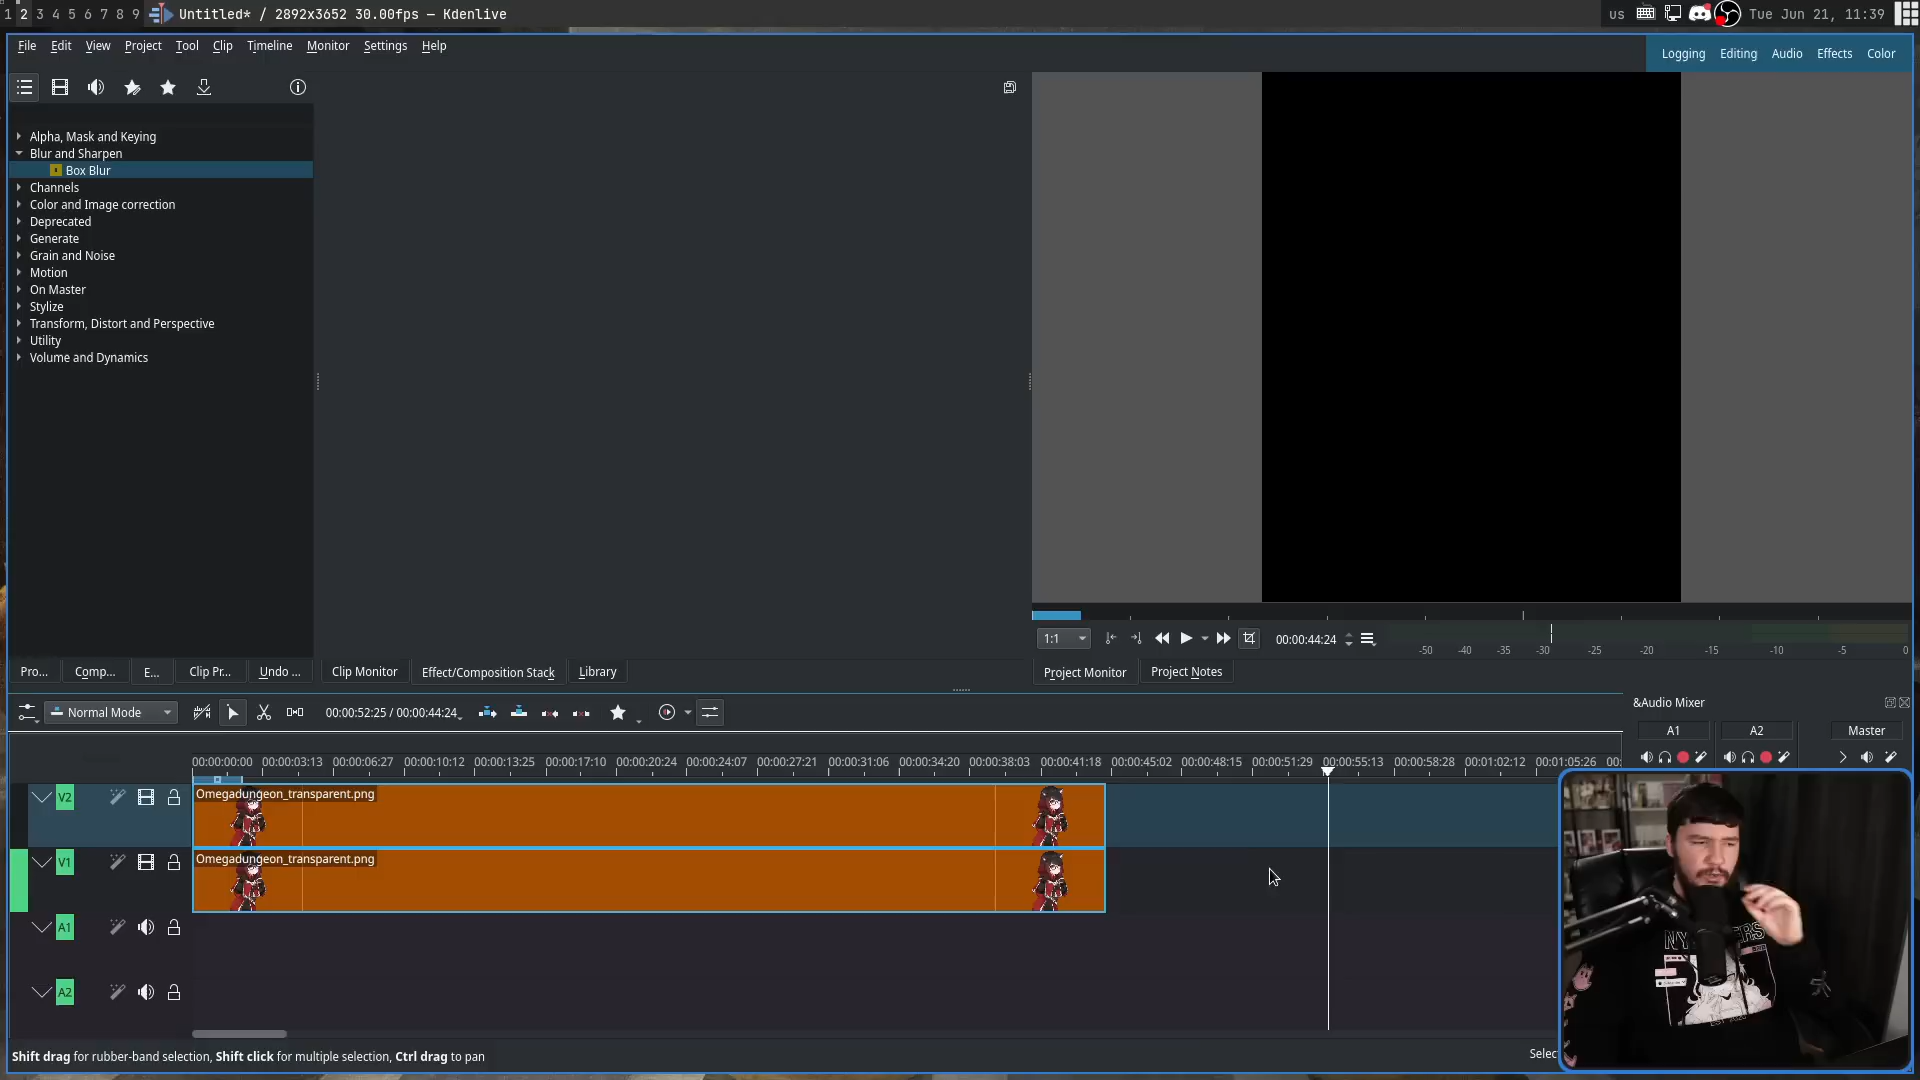 1 2 3 4 5 6 7 8 9 Untitled* / 2892x3652 30.00fps — Kdenlive us Tue Jun 21, 11:39
File Edit View Project Tool Clip Timeline Monitor Settings Help
Logging Editing Audio Effects Color
Alpha, Mask and Keying
Blur and Sharpen
Box Blur
Channels
Color and Image correction
Deprecated
Generate
Grain and Noise
Motion
On Master
Stylize
Transform, Distort and Perspective
Utility
Volume and Dynamics
1:1 00:00:44:24
-50 -40 -35 -30 -25 -20 -15 -10 -5 0
Pro... Comp... E... Clip Pr... Undo ... Clip Monitor Effect/Composition Stack Library Project Monitor Project Notes
Normal Mode 00:00:52:25 / 00:00:44:24
&Audio Mixer
A1 A2 Master
00:00:00:00 00:00:03:13 00:00:06:27 00:00:10:12 00:00:13:25 00:00:17:10 00:00:20:24 00:00:24:07 00:00:27:21 00:00:31:06 00:00:34:20 00:00:38:03 00:00:41:18 00:00:45:02 00:00:48:15 00:00:51:29 00:00:55:13 00:00:58:28 00:01:02:12 00:01:05:26 00:
V2 Omegadungeon_transparent.png
V1 Omegadungeon_transparent.png
A1
A2
Shift drag for rubber-band selection, Shift click for multiple selection, Ctrl drag to pan
Selec